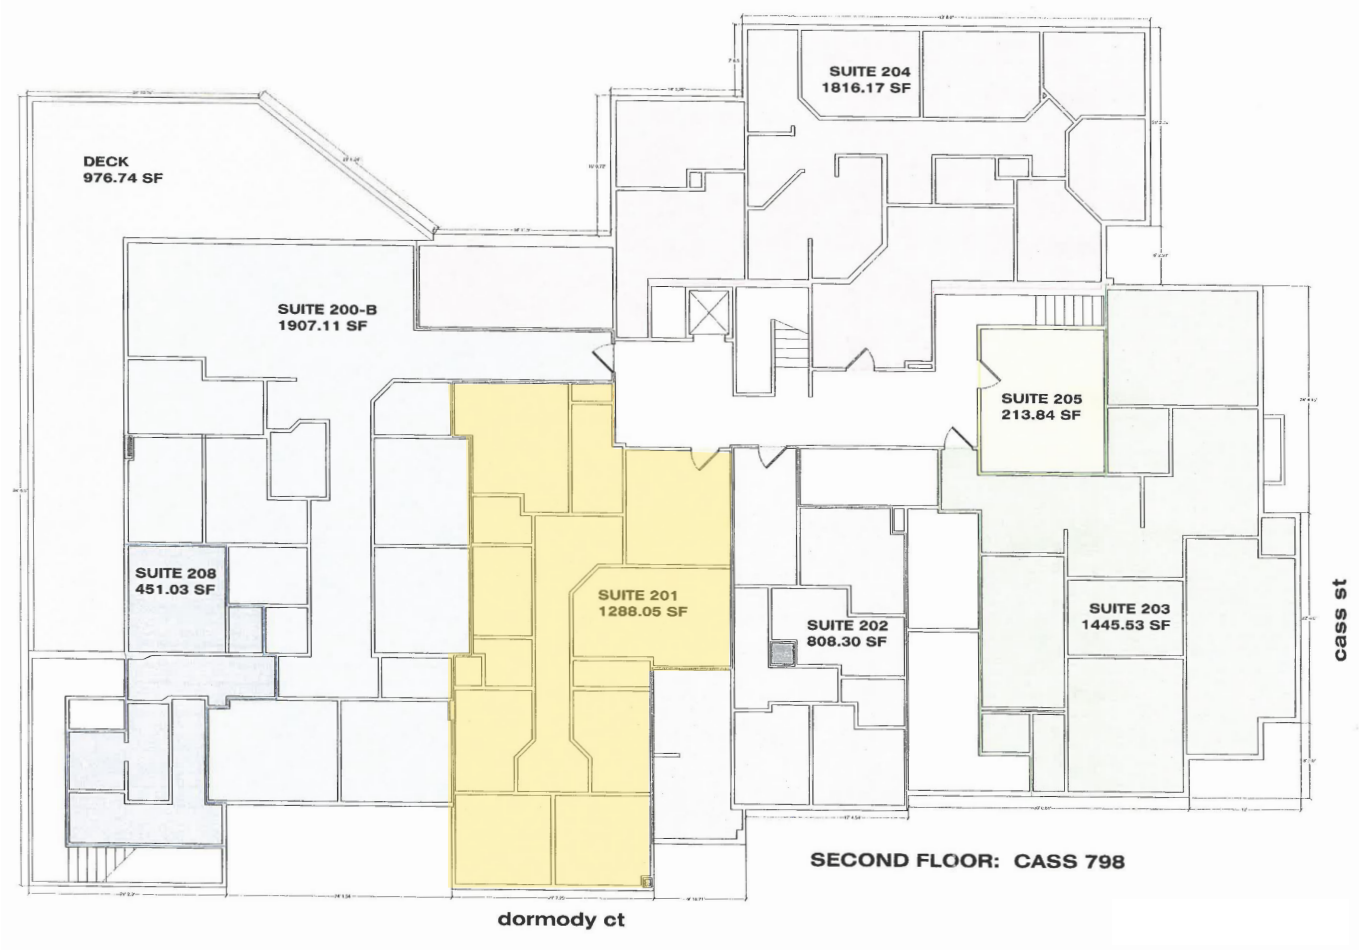 SUITE 204
1816.17 SF
DECK
976.74 SF
SUITE 200-B
1907.11 SF
SUITE 205
213.84 SF
SUITE 208
451.03 SF
SUITE 201
1288.05 SF
SUITE 202
808.30 SF
SUITE 203
1445.53 SF
cass st
SECOND FLOOR: CASS 798
dormody ct